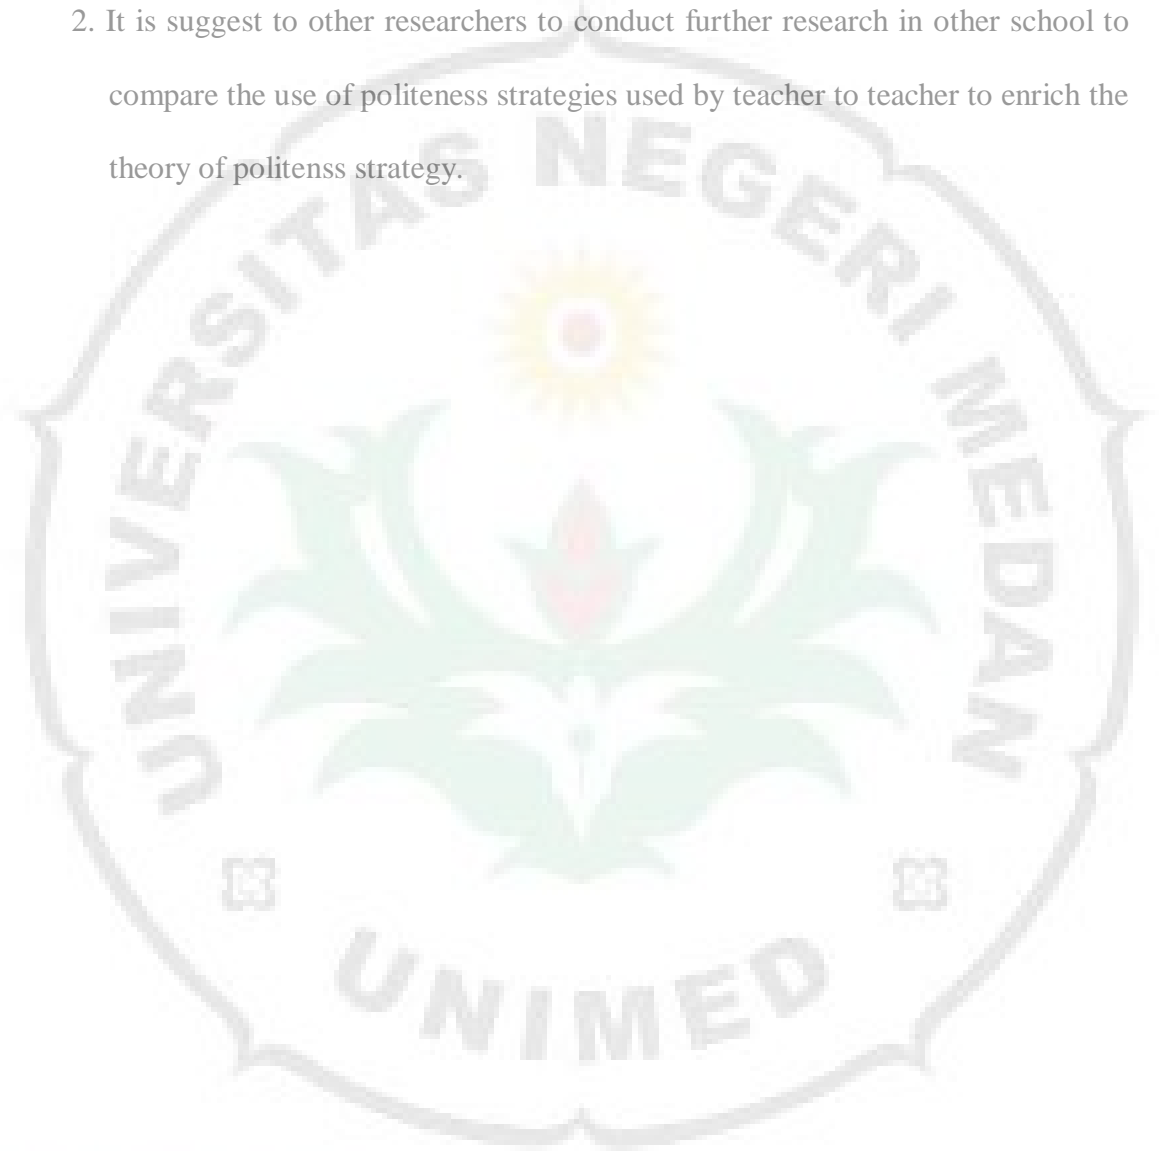 2. It is suggest to other researchers to conduct further research in other school to
compare the use of politeness strategies used by teacher to teacher to enrich the
theory of politenss strategy.
UNIVERSITAS NEGERI MEDAN
UNIMED